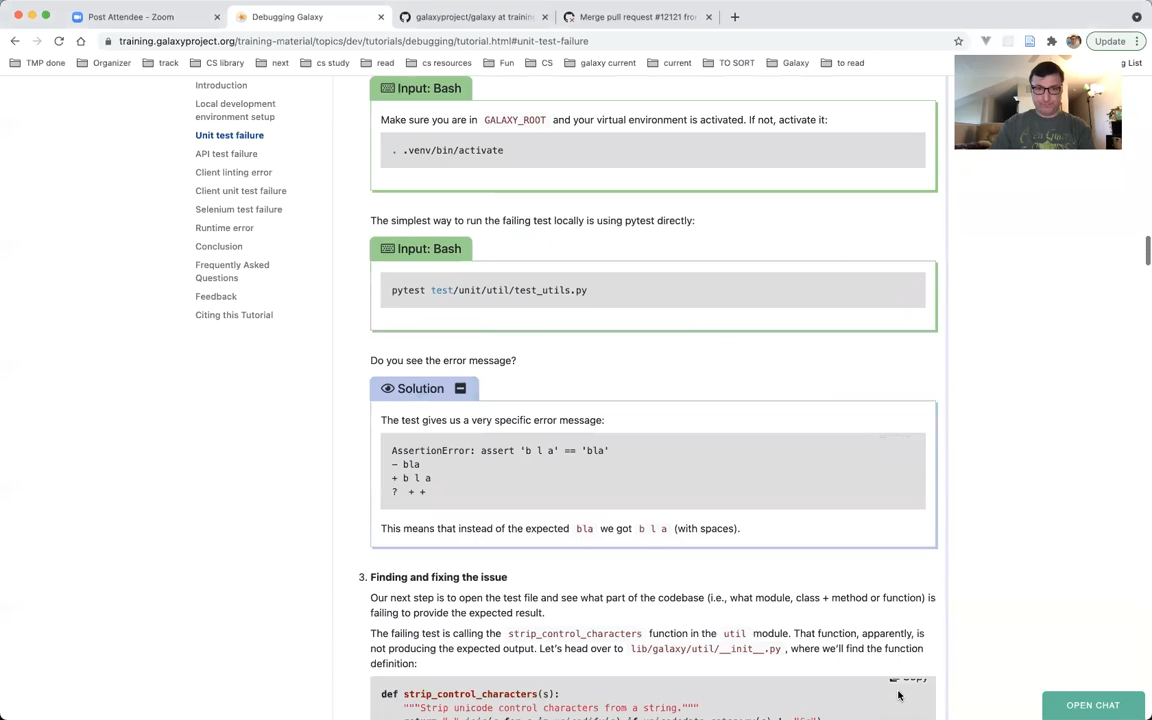 Post Attendee - Zoom
Debugging Galaxy
galaxyproject/galaxy at training
Merge pull request #12121 fro
training.galaxyproject.org/training-material/topics/dev/tutorials/debugging/tutorial.html#unit-test-failure
Update
TMP done
Organizer
track
CS library
next
cs study
read
cs resources
Fun
CS
galaxy current
current
TO SORT
Galaxy
to read
ng List
Introduction
Local development
environment setup
Unit test failure
API test failure
Client linting error
Client unit test failure
Selenium test failure
Runtime error
Conclusion
Frequently Asked
Questions
Feedback
Citing this Tutorial
Input: Bash
Make sure you are in GALAXY_ROOT and your virtual environment is activated. If not, activate it:
. .venv/bin/activate
The simplest way to run the failing test locally is using pytest directly:
Input: Bash
pytest test/unit/util/test_utils.py
Do you see the error message?
Solution
The test gives us a very specific error message:
AssertionError: assert 'b l a' == 'bla'
- bla
+ b l a
?  + +
This means that instead of the expected bla we got b l a (with spaces).
3. Finding and fixing the issue
Our next step is to open the test file and see what part of the codebase (i.e., what module, class + method or function) is
failing to provide the expected result.
The failing test is calling the strip_control_characters function in the util module. That function, apparently, is
not producing the expected output. Let's head over to lib/galaxy/util/__init__.py , where we'll find the function
definition:
Copy
def strip_control_characters(s):
"""Strip unicode control characters from a string."""
OPEN CHAT